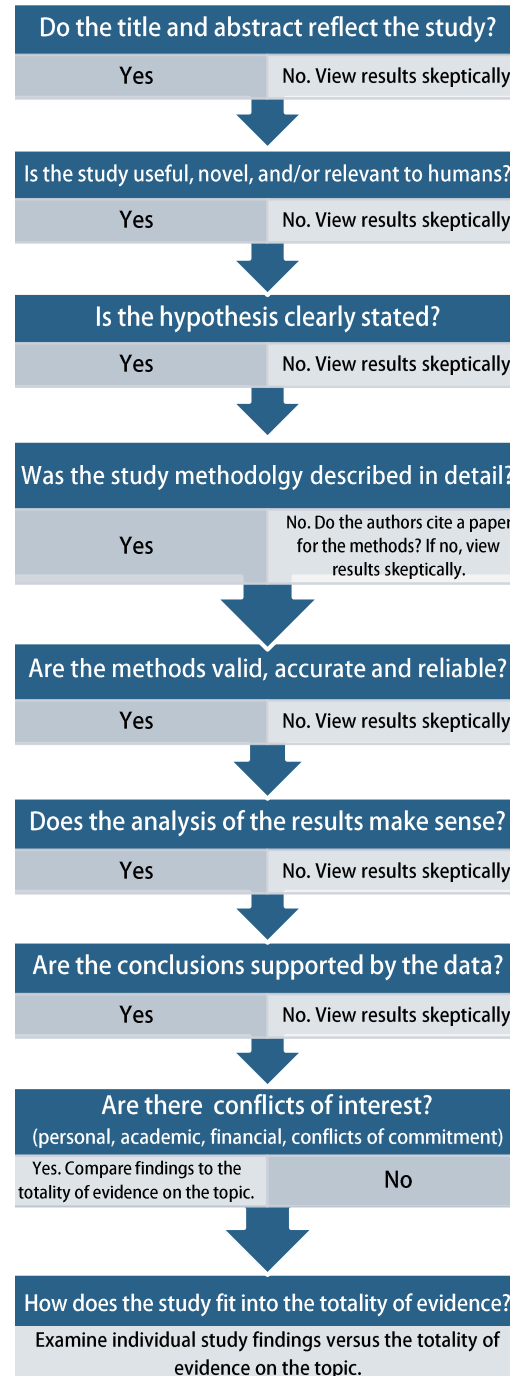 Do the title and abstract reflect the study?
Yes
No. View results skeptically
Is the study useful, novel, and/or relevant to humans?
Yes
No. View results skeptically
Is the hypothesis clearly stated?
Yes
No. View results skeptically
Was the study methodolgy described in detail?
Yes
No. Do the authors cite a paper
for the methods? If no, view
results skeptically.
Are the methods valid, accurate and reliable?
Yes
No. View results skeptically
Does the analysis of the results make sense?
Yes
No. View results skeptically
Are the conclusions supported by the data?
Yes
No. View results skeptically
Are there conflicts of interest?
(personal, academic, financial, conflicts of commitment)
Yes. Compare findings to the
totality of evidence on the topic.
No
How does the study fit into the totality of evidence?
Examine individual study findings versus the totality of
evidence on the topic.